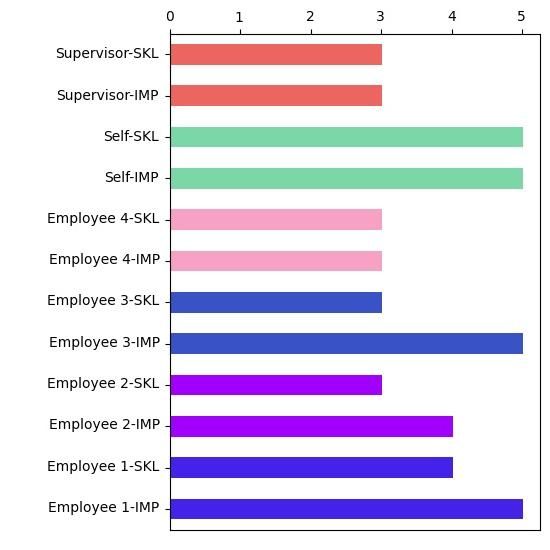 0 1 2 3 4 5
Supervisor-SKL
Supervisor-IMP
Self-SKL
Self-IMP
Employee 4-SKL
Employee 4-IMP
Employee 3-SKL
Employee 3-IMP
Employee 2-SKL
Employee 2-IMP
Employee 1-SKL
Employee 1-IMP